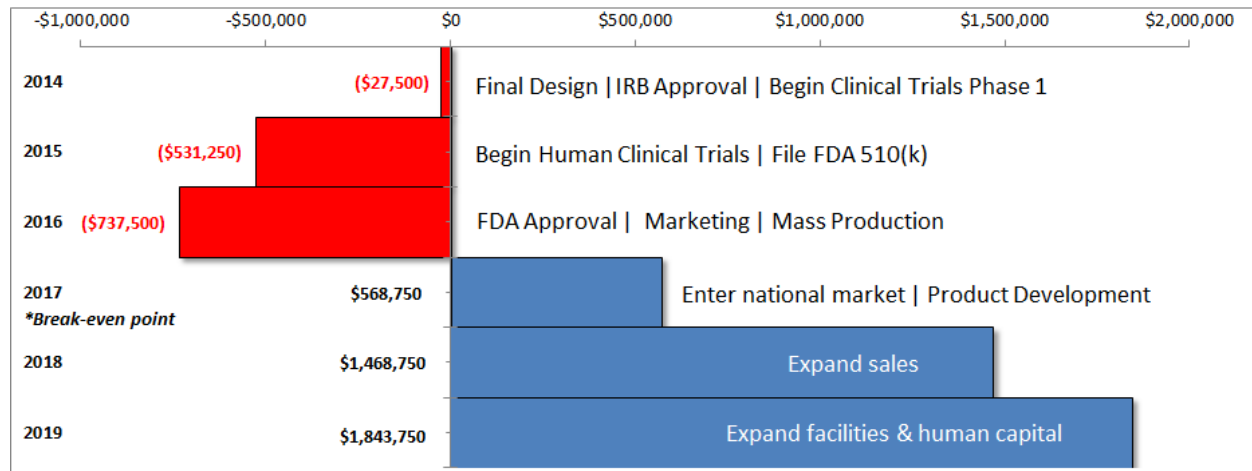 -$1,000,000 -$500,000 $0 $500,000 $1,000,000 $1,500,000 $2,000,000
2014 ($27,500) Final Design | IRB Approval | Begin Clinical Trials Phase 1
2015 ($531,250) Begin Human Clinical Trials | File FDA 510(k)
2016 ($737,500) FDA Approval | Marketing | Mass Production
2017 $568,750 Enter national market | Product Development
*Break-even point
2018 $1,468,750 Expand sales
2019 $1,843,750 Expand facilities & human capital